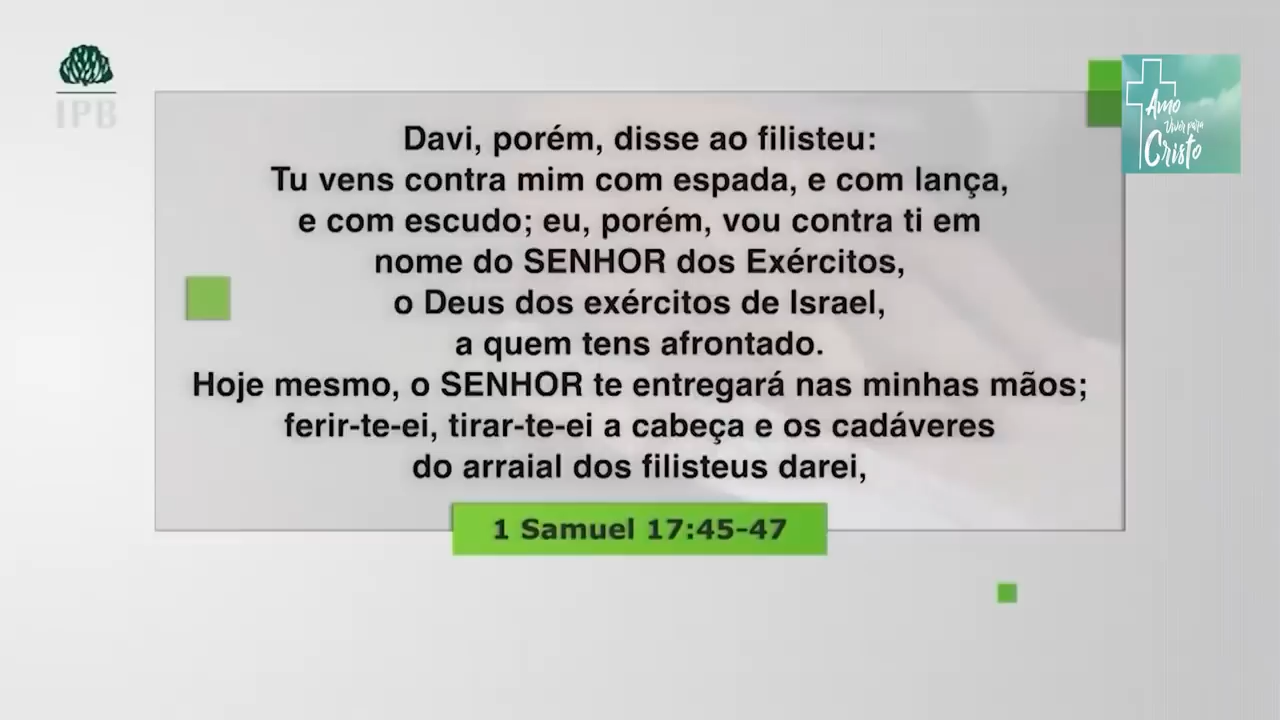 IPB
Amo
Viver para
Cristo
Davi, porém, disse ao filisteu:
Tu vens contra mim com espada, e com lança,
e com escudo; eu, porém, vou contra ti em
nome do SENHOR dos Exércitos,
o Deus dos exércitos de Israel,
a quem tens afrontado.
Hoje mesmo, o SENHOR te entregará nas minhas mãos;
ferir-te-ei, tirar-te-ei a cabeça e os cadáveres
do arraial dos filisteus darei,
1 Samuel 17:45-47